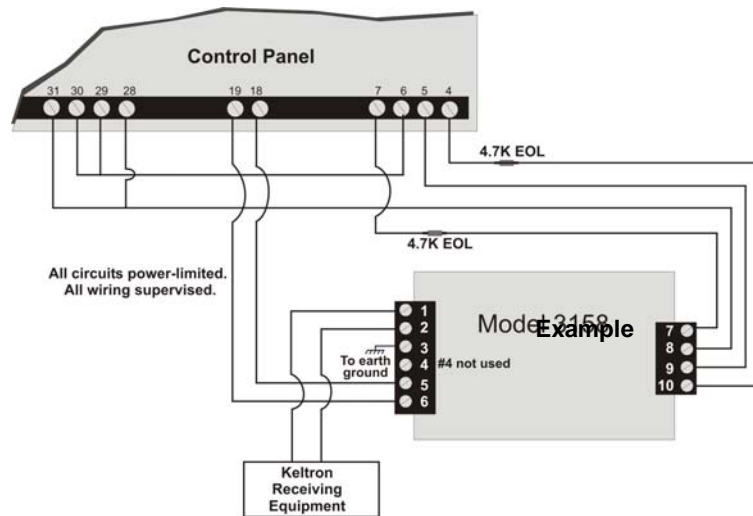 Control Panel
31 30 29 28 19 18 7 6 5 4
4.7K EOL
4.7K EOL
All circuits power-limited.
All wiring supervised.
1
2
3
4
5
6
To earth
ground
#4 not used
Model 3158
Example
7
8
9
10
Keltron
Receiving
Equipment